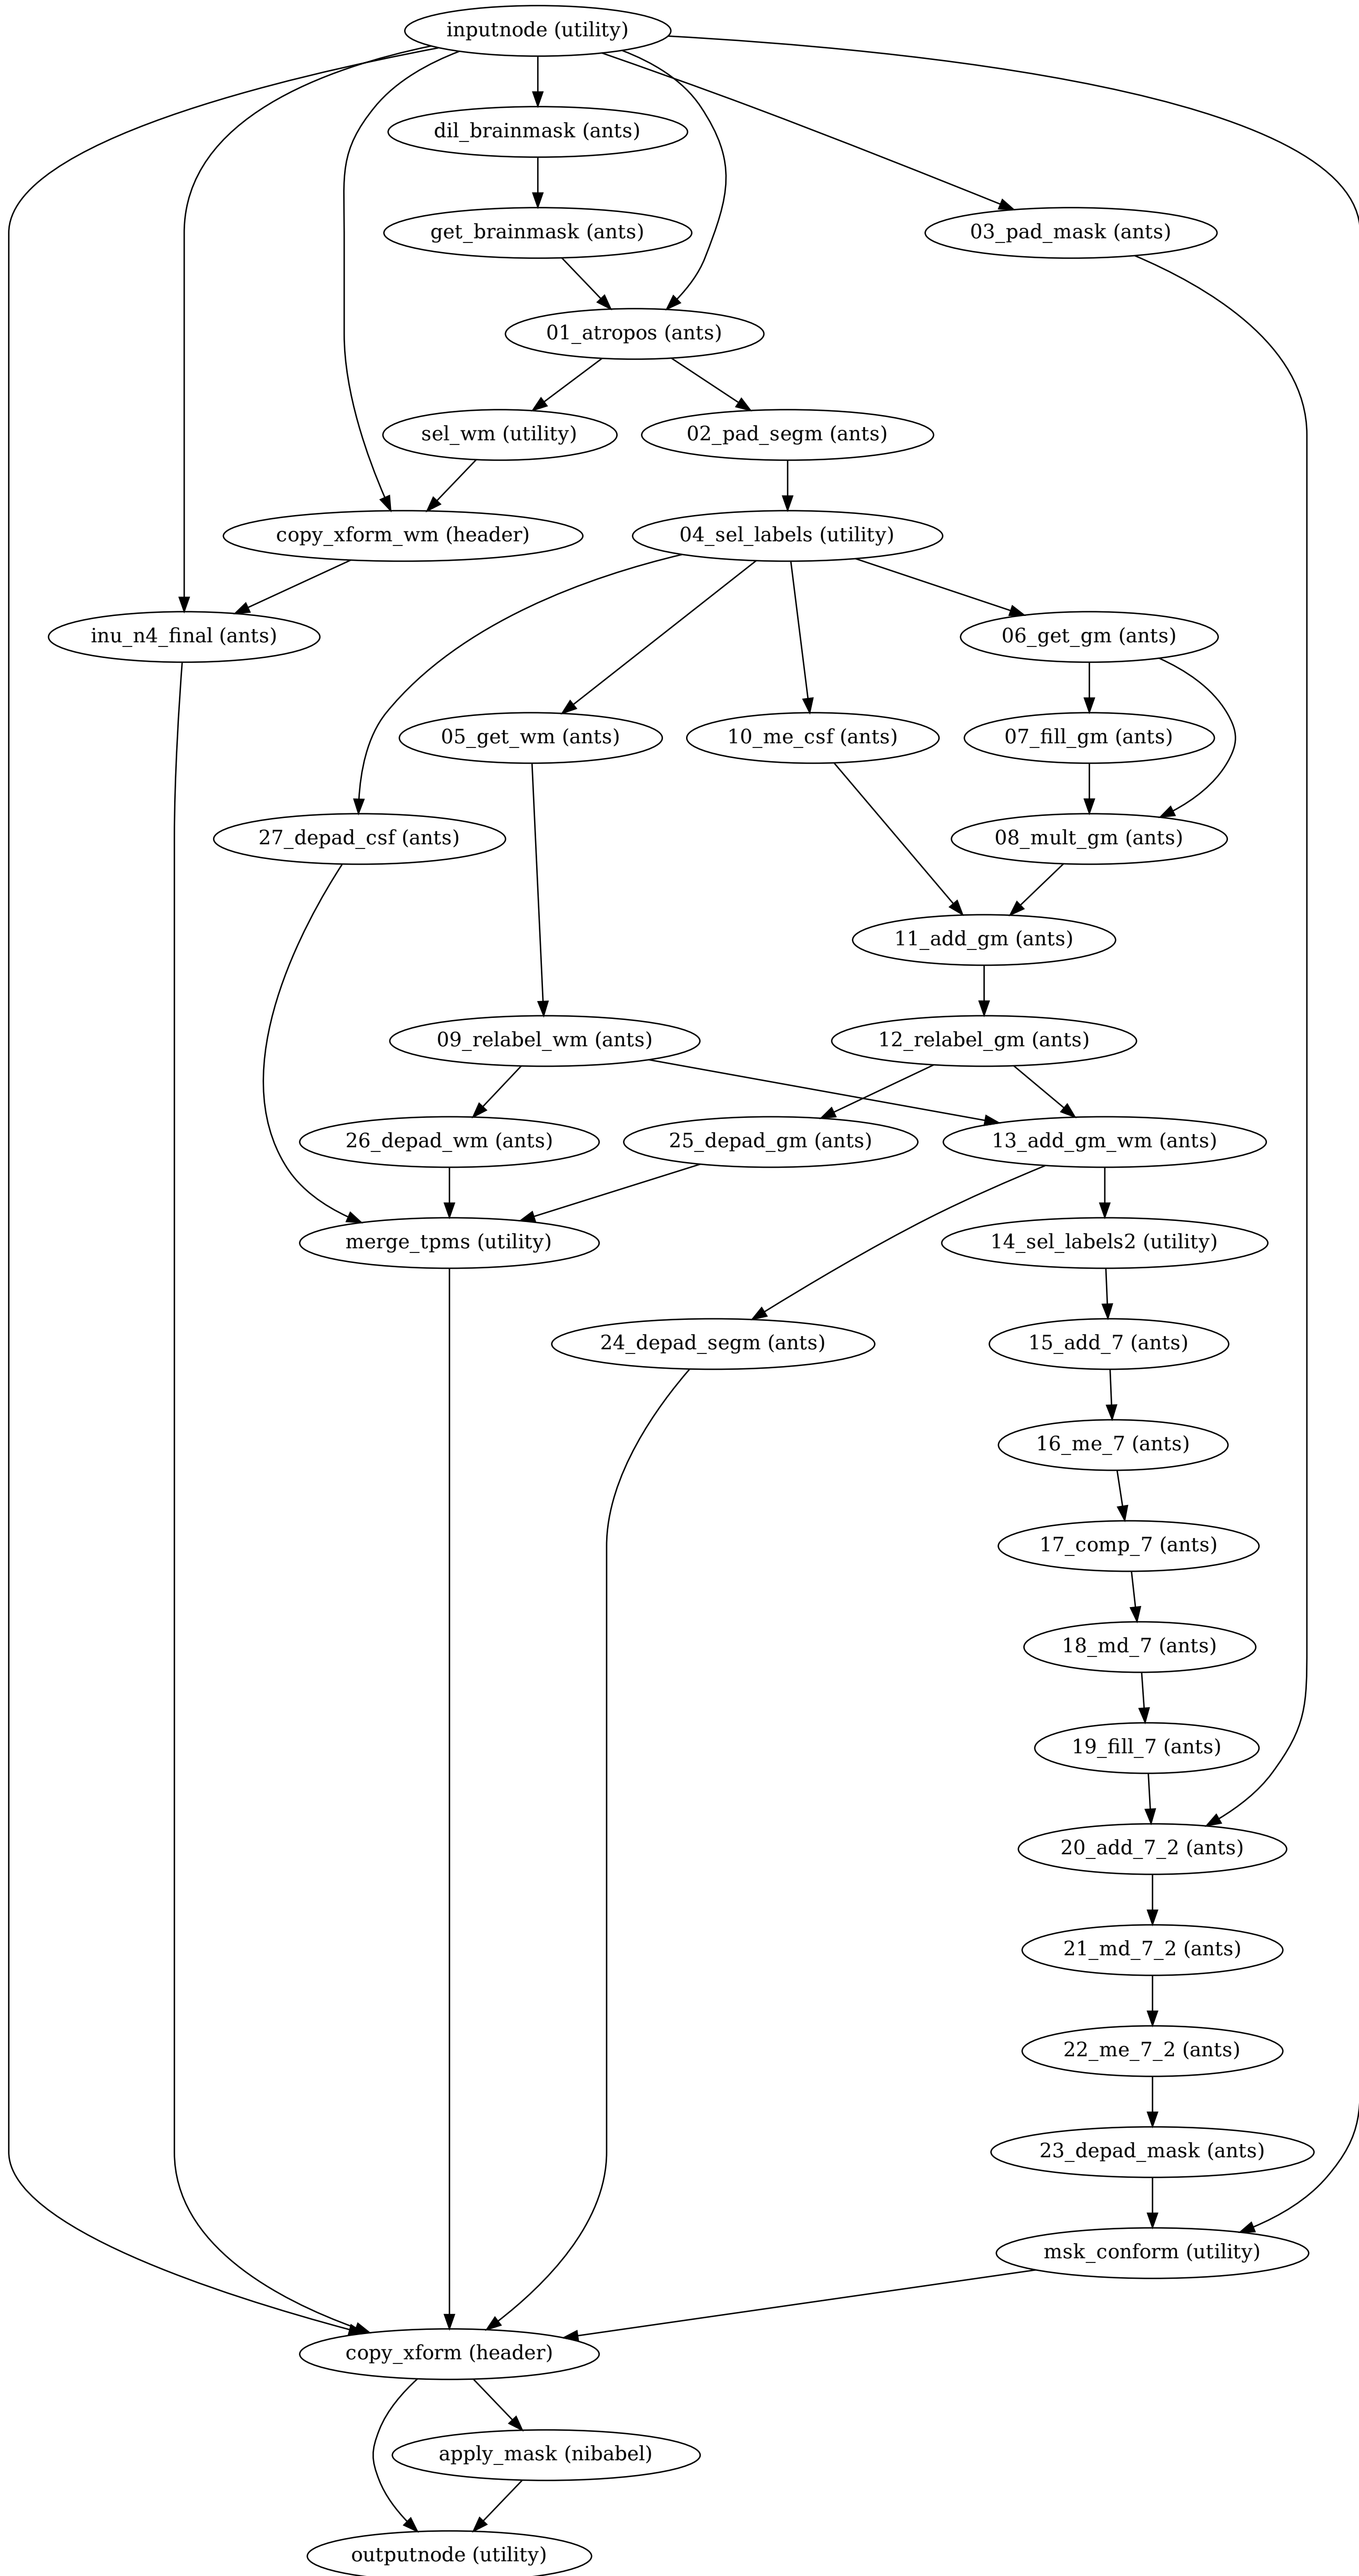 inputnode (utility)
dil_brainmask (ants)
get_brainmask (ants)
03_pad_mask (ants)
01_atropos (ants)
sel_wm (utility)
02_pad_segm (ants)
copy_xform_wm (header)
04_sel_labels (utility)
inu_n4_final (ants)
06_get_gm (ants)
05_get_wm (ants)
10_me_csf (ants)
07_fill_gm (ants)
27_depad_csf (ants)
08_mult_gm (ants)
11_add_gm (ants)
09_relabel_wm (ants)
12_relabel_gm (ants)
26_depad_wm (ants)
25_depad_gm (ants)
13_add_gm_wm (ants)
merge_tpms (utility)
14_sel_labels2 (utility)
24_depad_segm (ants)
15_add_7 (ants)
16_me_7 (ants)
17_comp_7 (ants)
18_md_7 (ants)
19_fill_7 (ants)
20_add_7_2 (ants)
21_md_7_2 (ants)
22_me_7_2 (ants)
23_depad_mask (ants)
msk_conform (utility)
copy_xform (header)
apply_mask (nibabel)
outputnode (utility)